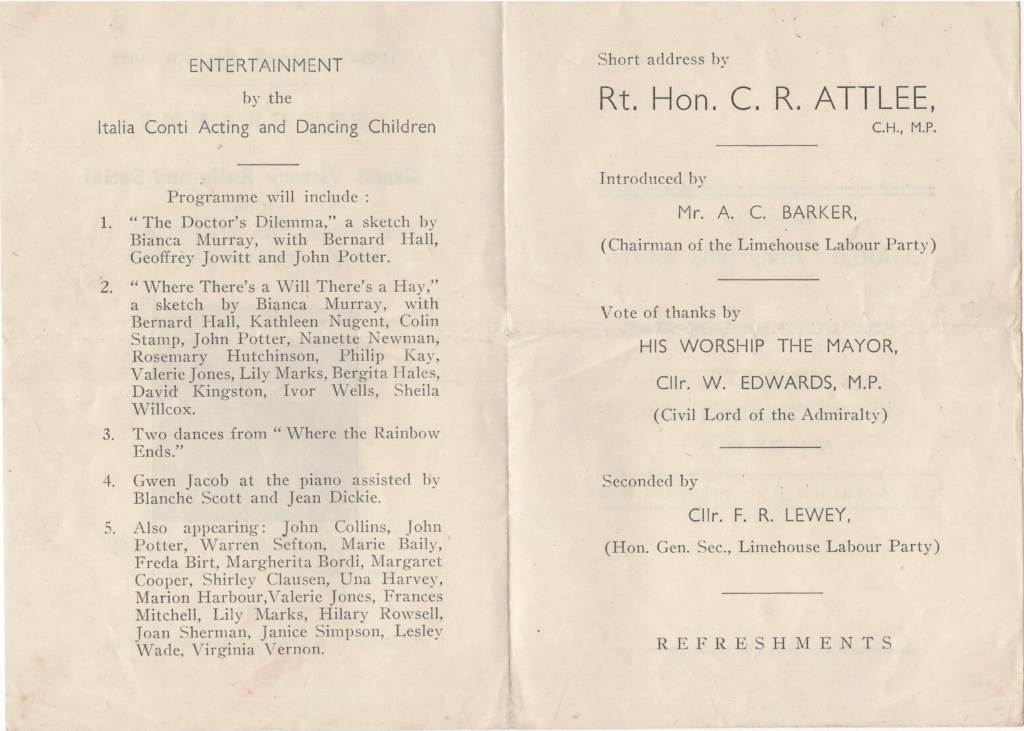 ENTERTAINMENT
by the
Italia Conti Acting and Dancing Children
Programme will include :
1. " The Doctor's Dilemma," a sketch by
Bianca Murray, with Bernard Hall,
Geoffrey Jowitt and John Potter.
2. " Where There's a Will There's a Hay,"
a sketch by Bianca Murray, with
Bernard Hall, Kathleen Nugent, Colin
Stamp, John Potter, Nanette Newman,
Rosemary Hutchinson, Philip Kay,
Valerie Jones, Lily Marks, Bergita Hales,
David Kingston, Ivor Wells, Sheila
Willcox.
3. Two dances from " Where the Rainbow
Ends."
4. Gwen Jacob at the piano assisted by
Blanche Scott and Jean Dickie.
5. Also appearing: John Collins, John
Potter, Warren Sefton, Marie Baily,
Freda Birt, Margherita Bordi, Margaret
Cooper, Shirley Clausen, Una Harvey,
Marion Harbour,Valerie Jones, Frances
Mitchell, Lily Marks, Hilary Rowsell,
Joan Sherman, Janice Simpson, Lesley
Wade, Virginia Vernon.
Short address by
Rt. Hon. C. R. ATTLEE,
C.H., M.P.
Introduced by
Mr. A. C. BARKER,
(Chairman of the Limehouse Labour Party)
Vote of thanks by
HIS WORSHIP THE MAYOR,
Cllr. W. EDWARDS, M.P.
(Civil Lord of the Admiralty)
Seconded by
Cllr. F. R. LEWEY,
(Hon. Gen. Sec., Limehouse Labour Party)
REFRESHMENTS